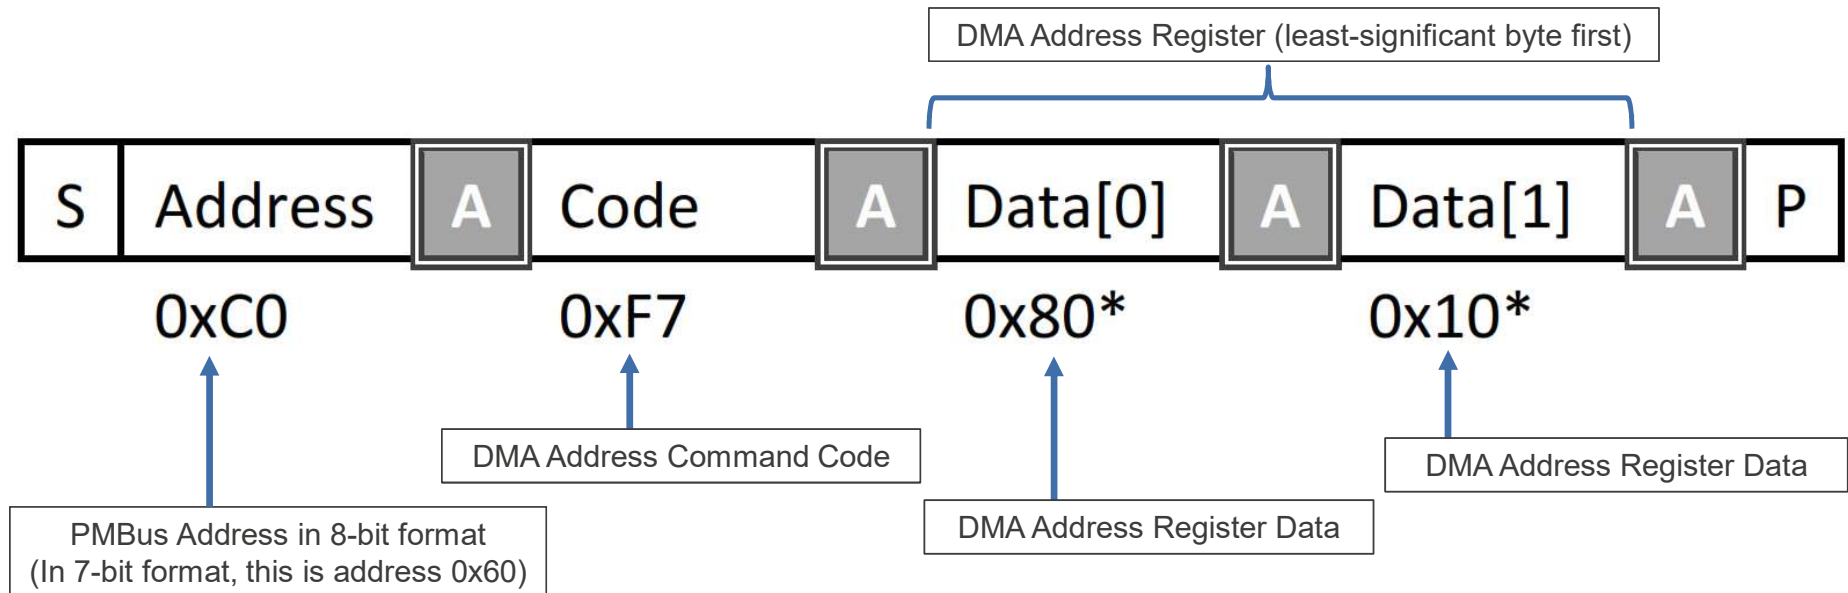 DMA Address Register (least-significant byte first)
S Address A Code A Data[0] A Data[1] A P
0xC0 0xF7 0x80* 0x10*
DMA Address Command Code
DMA Address Register Data
DMA Address Register Data
PMBus Address in 8-bit format
(In 7-bit format, this is address 0x60)